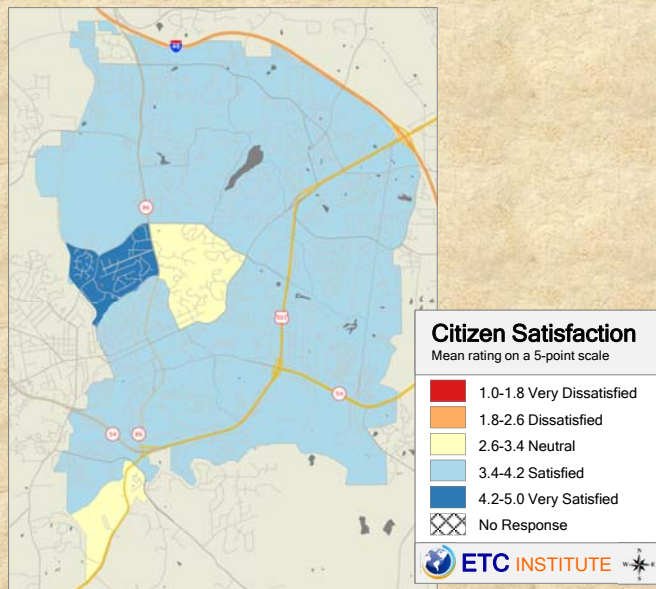 40
86
501
54
54
86
Citizen Satisfaction
Mean rating on a 5-point scale
1.0-1.8 Very Dissatisfied
1.8-2.6 Dissatisfied
2.6-3.4 Neutral
3.4-4.2 Satisfied
4.2-5.0 Very Satisfied
No Response
ETC INSTITUTE
N
W
E
S